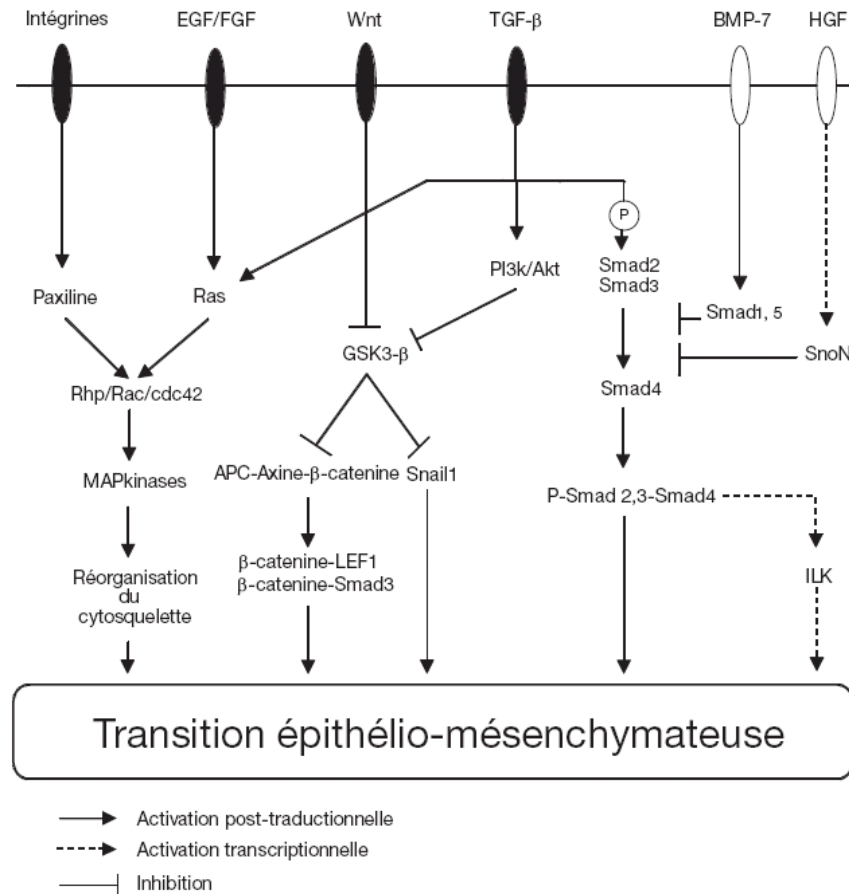 Intégrines EGF/FGF Wnt TGF-β BMP-7 HGF
P
PI3k/Akt
Smad2
Smad3
Paxiline Ras
Smad1, 5
GSK3-β
SnoN
Rhp/Rac/cdc42
Smad4
APC-Axine-β-catenine Snail1
MAPkinases
P-Smad 2,3-Smad4
β-catenine-LEF1
β-catenine-Smad3
Réorganisation
du
cytosquelette
ILK
Transition épithélio-mésenchymateuse
Activation post-traductionnelle
Activation transcriptionnelle
Inhibition